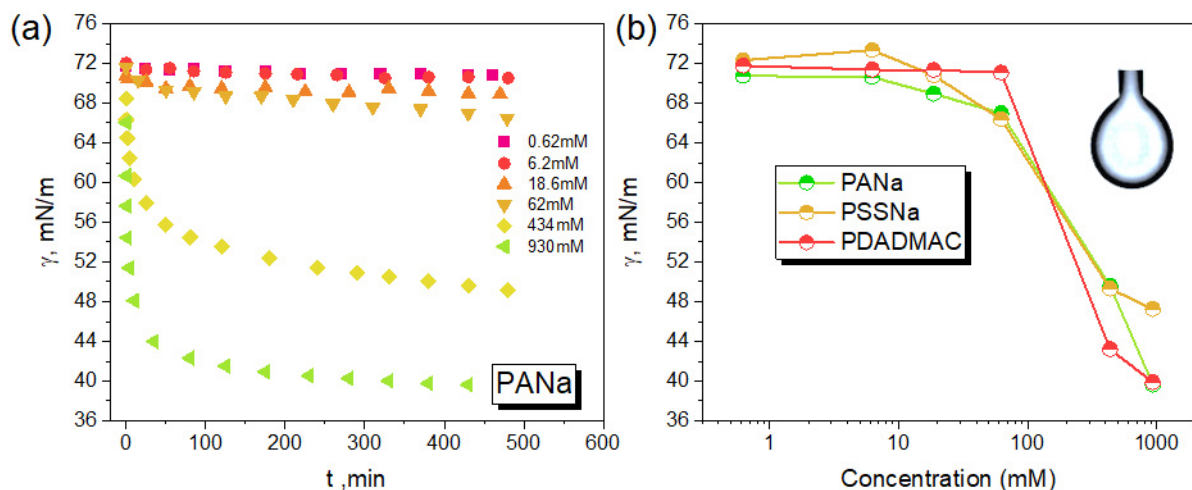 (a)
76
72
68
64
60
56
52
48
44
40
36
γ, mN/m
0 100 200 300 400 500 600
t ,min
0.62mM
6.2mM
18.6mM
62mM
434mM
930mM
PANa
(b)
76
72
68
64
60
56
52
48
44
40
36
γ, mN/m
1 10 100 1000
Concentration (mM)
PANa
PSSNa
PDADMAC